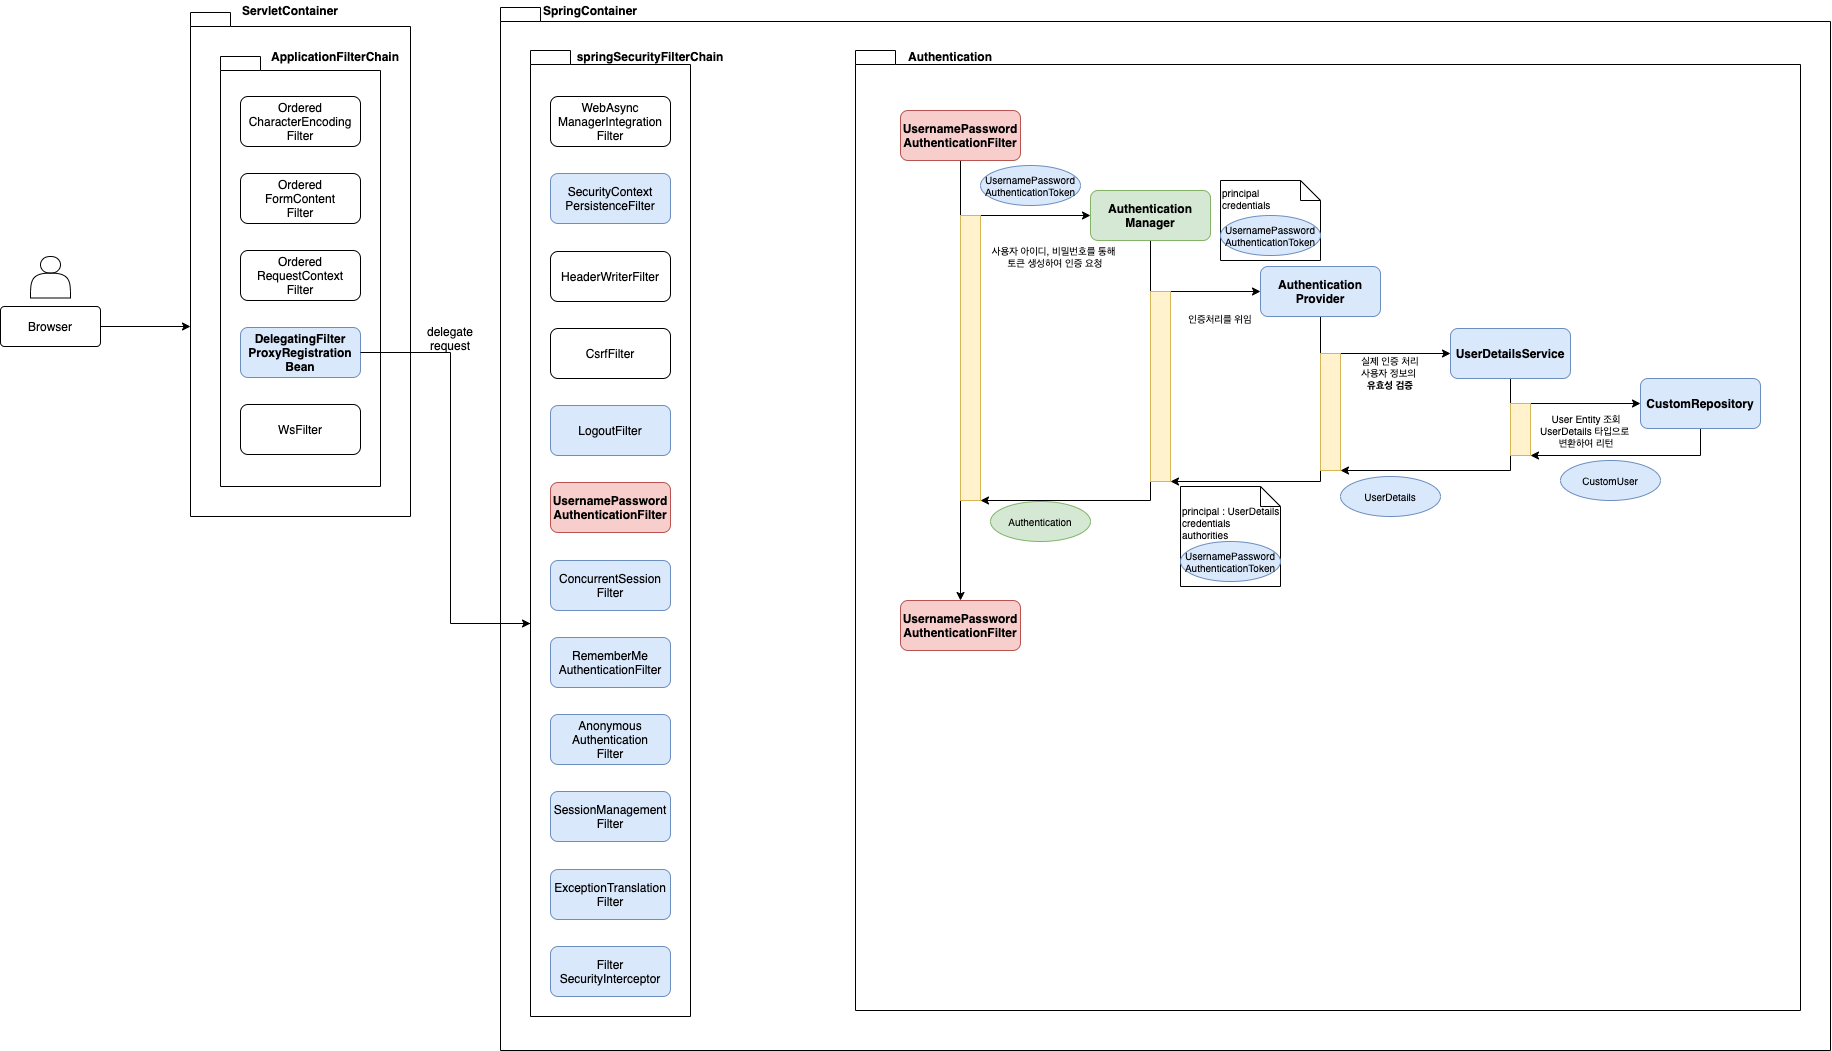 ServletContainer
ApplicationFilterChain
Ordered
CharacterEncoding
Filter
Ordered
FormContent
Filter
Ordered
RequestContext
Filter
Browser
DelegatingFilter
ProxyRegistration
Bean
WsFilter
delegate
request
SpringContainer
springSecurityFilterChain
WebAsync
ManagerIntegration
Filter
SecurityContext
PersistenceFilter
HeaderWriterFilter
CsrfFilter
LogoutFilter
UsernamePassword
AuthenticationFilter
ConcurrentSession
Filter
RememberMe
AuthenticationFilter
Anonymous
Authentication
Filter
SessionManagement
Filter
ExceptionTranslation
Filter
Filter
SecurityInterceptor
Authentication
UsernamePassword
AuthenticationFilter
UsernamePassword
AuthenticationToken
Authentication
Manager
principal
credentials
UsernamePassword
AuthenticationToken
사용자 아이디, 비밀번호를 통해
토큰 생성하여 인증 요청
Authentication
Provider
인증처리를 위임
UserDetailsService
실제 인증 처리
사용자 정보의
유효성 검증
CustomRepository
User Entity 조회
UserDetails 타입으로
변환하여 리턴
CustomUser
UserDetails
principal : UserDetails
credentials
authorities
UsernamePassword
AuthenticationToken
Authentication
UsernamePassword
AuthenticationFilter